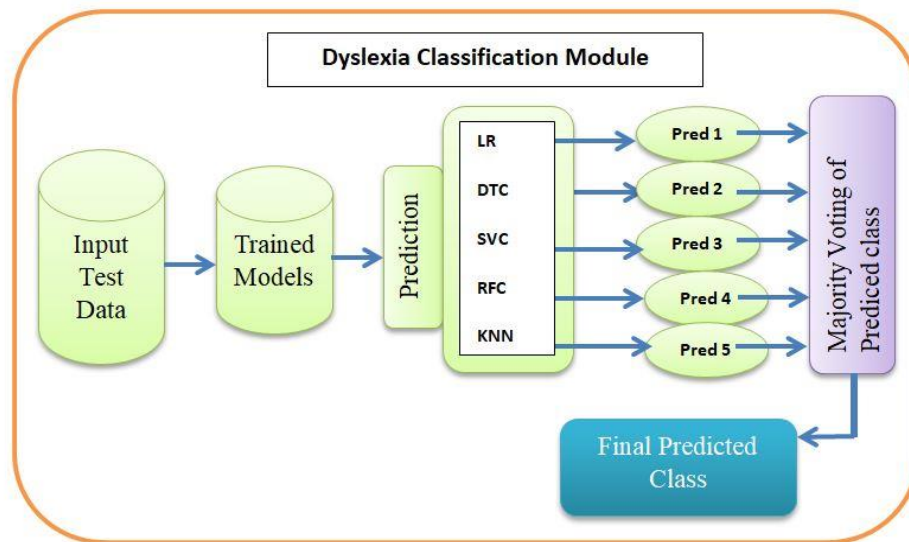 Dyslexia Classification Module
Input
Test
Data
Trained
Models
Prediction
LR
DTC
SVC
RFC
KNN
Pred 1
Pred 2
Pred 3
Pred 4
Pred 5
Majority Voting of
Prediced class
Final Predicted
Class